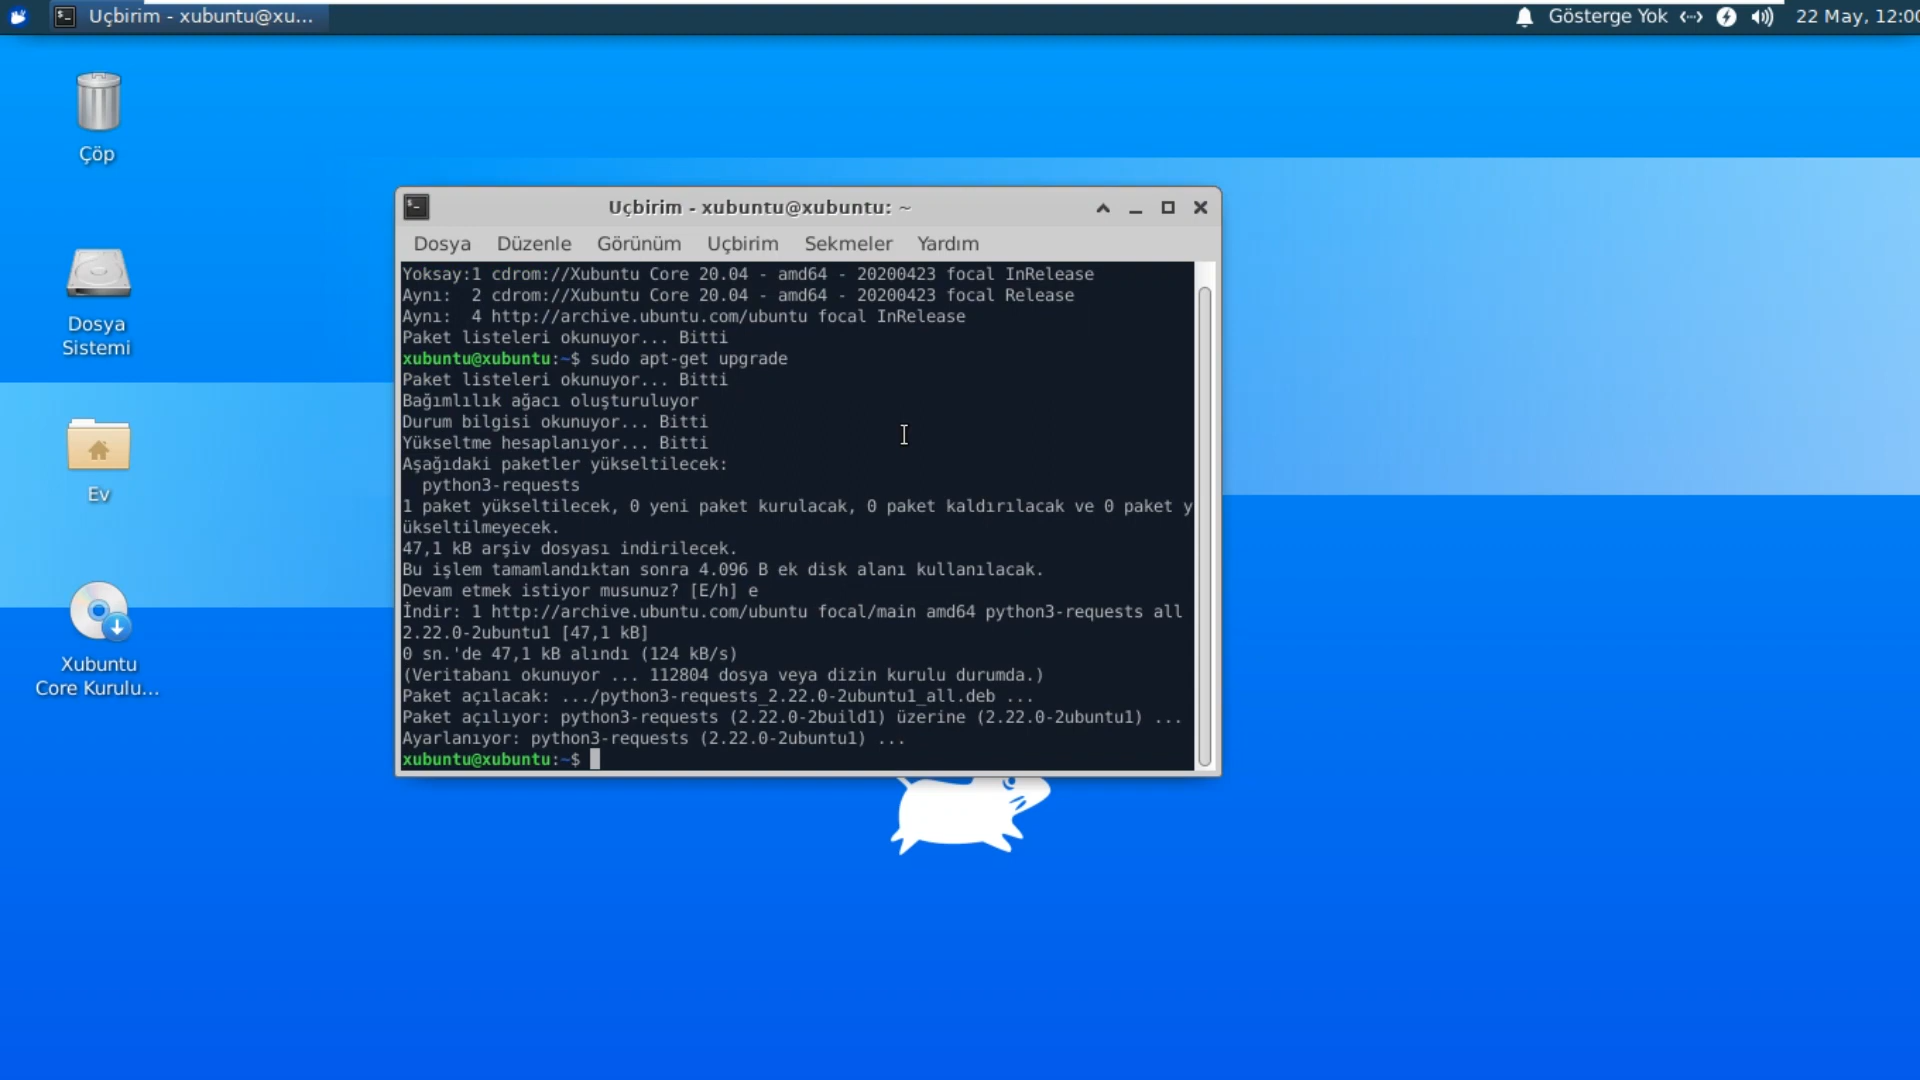 Uçbirim - xubuntu@xu...
Gösterge Yok
22 May, 12:00
Çöp
Dosya
Sistemi
Ev
Xubuntu
Core Kurulu...
Uçbirim - xubuntu@xubuntu: ~
Dosya Düzenle Görünüm Uçbirim Sekmeler Yardım
Yoksay:1 cdrom://Xubuntu Core 20.04 - amd64 - 20200423 focal InRelease
Aynı: 2 cdrom://Xubuntu Core 20.04 - amd64 - 20200423 focal Release
Aynı: 4 http://archive.ubuntu.com/ubuntu focal InRelease
Paket listeleri okunuyor... Bitti
xubuntu@xubuntu:~$ sudo apt-get upgrade
Paket listeleri okunuyor... Bitti
Bağımlılık ağacı oluşturuluyor
Durum bilgisi okunuyor... Bitti
Yükseltme hesaplanıyor... Bitti
Aşağıdaki paketler yükseltilecek:
python3-requests
1 paket yükseltilecek, 0 yeni paket kurulacak, 0 paket kaldırılacak ve 0 paket y
ükseltilmeyecek.
47,1 kB arşiv dosyası indirilecek.
Bu işlem tamamlandıktan sonra 4.096 B ek disk alanı kullanılacak.
Devam etmek istiyor musunuz? [E/h] e
İndir: 1 http://archive.ubuntu.com/ubuntu focal/main amd64 python3-requests all
2.22.0-2ubuntu1 [47,1 kB]
0 sn.'de 47,1 kB alındı (124 kB/s)
(Veritabanı okunuyor ... 112804 dosya veya dizin kurulu durumda.)
Paket açılacak: .../python3-requests_2.22.0-2ubuntu1_all.deb ...
Paket açılıyor: python3-requests (2.22.0-2build1) üzerine (2.22.0-2ubuntu1) ...
Ayarlanıyor: python3-requests (2.22.0-2ubuntu1) ...
xubuntu@xubuntu:~$